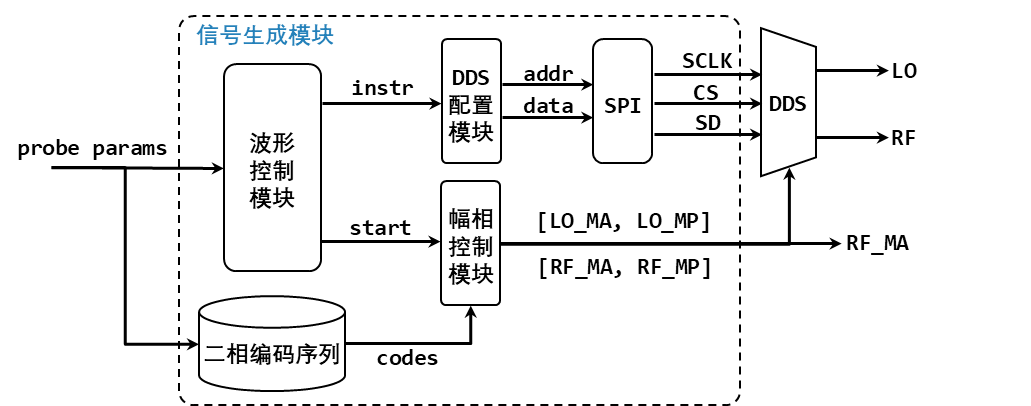 信号生成模块
probe params
波形
控制
模块
instr
DDS
配置
模块
addr
data
SPI
SCLK
CS
SD
DDS
LO
RF
start
幅相
控制
模块
[LO_MA, LO_MP]
[RF_MA, RF_MP]
RF_MA
二相编码序列
codes